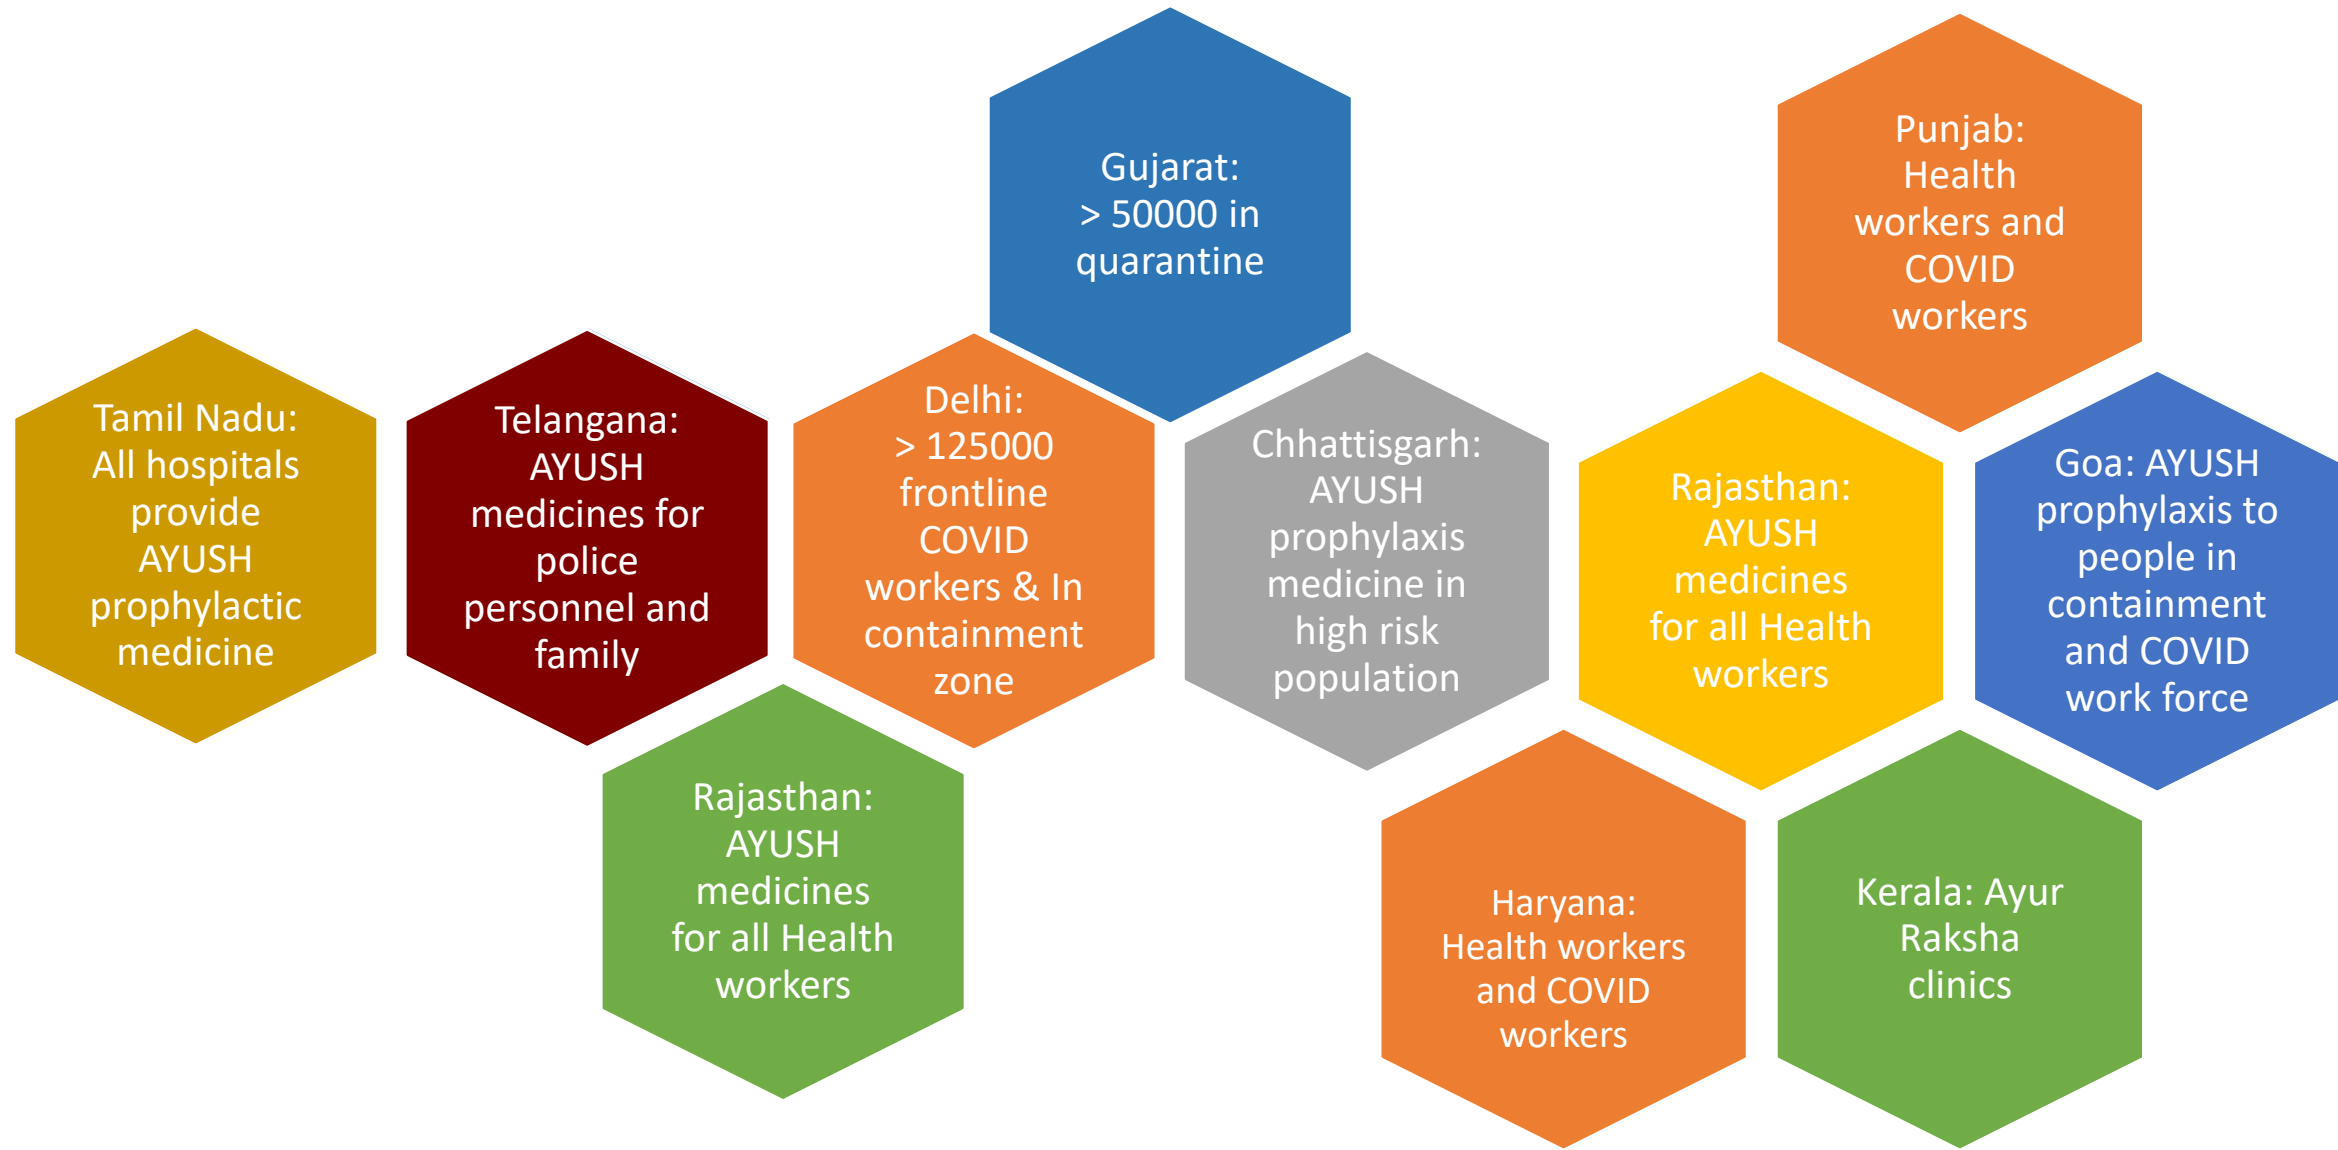 Gujarat:
> 50000 in
quarantine
Punjab:
Health
workers and
COVID
workers
Tamil Nadu:
All hospitals
provide
AYUSH
prophylactic
medicine
Telangana:
AYUSH
medicines for
police
personnel and
family
Delhi:
> 125000
frontline
COVID
workers & In
containment
zone
Chhattisgarh:
AYUSH
prophylaxis
medicine in
high risk
population
Rajasthan:
AYUSH
medicines
for all Health
workers
Goa: AYUSH
prophylaxis to
people in
containment
and COVID
work force
Rajasthan:
AYUSH
medicines
for all Health
workers
Haryana:
Health workers
and COVID
workers
Kerala: Ayur
Raksha
clinics